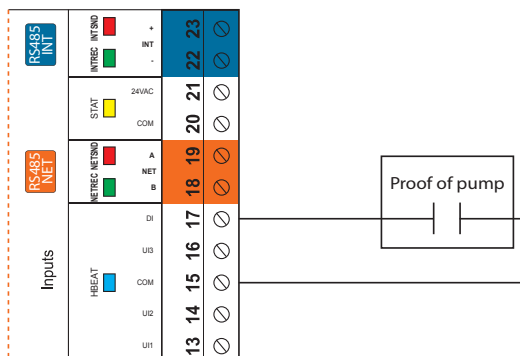 RS485 INT
INTREC INTSND
+
INT
-
23
22
STAT
24VAC
COM
21
20
RS485 NET
NETREC NETSND
A
NET
B
19
18
Inputs
HBEAT
DI
17
UI3
16
COM
15
UI2
14
UI1
13
Proof of pump